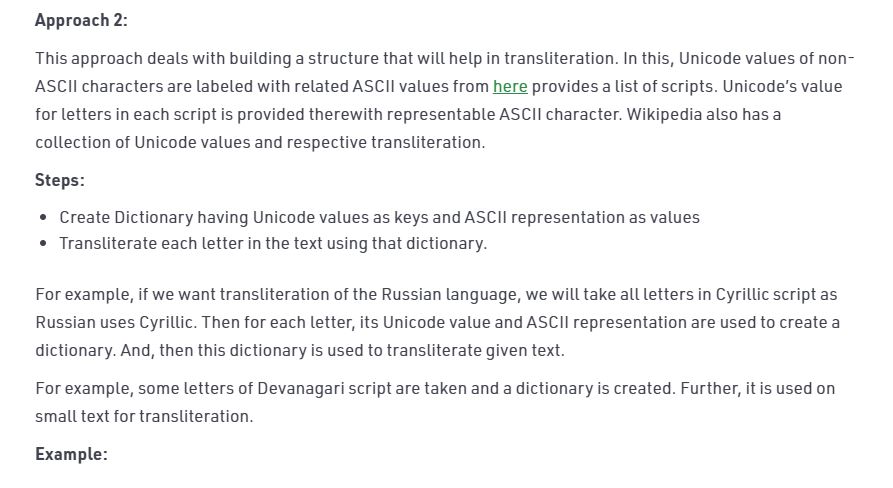 Approach 2:
This approach deals with building a structure that will help in transliteration. In this, Unicode values of non-
ASCII characters are labeled with related ASCII values from here provides a list of scripts. Unicode's value
for letters in each script is provided therewith representable ASCII character. Wikipedia also has a
collection of Unicode values and respective transliteration.
Steps:
• Create Dictionary having Unicode values as keys and ASCII representation as values
• Transliterate each letter in the text using that dictionary.
For example, if we want transliteration of the Russian language, we will take all letters in Cyrillic script as
Russian uses Cyrillic. Then for each letter, its Unicode value and ASCII representation are used to create a
dictionary. And, then this dictionary is used to transliterate given text.
For example, some letters of Devanagari script are taken and a dictionary is created. Further, it is used on
small text for transliteration.
Example: